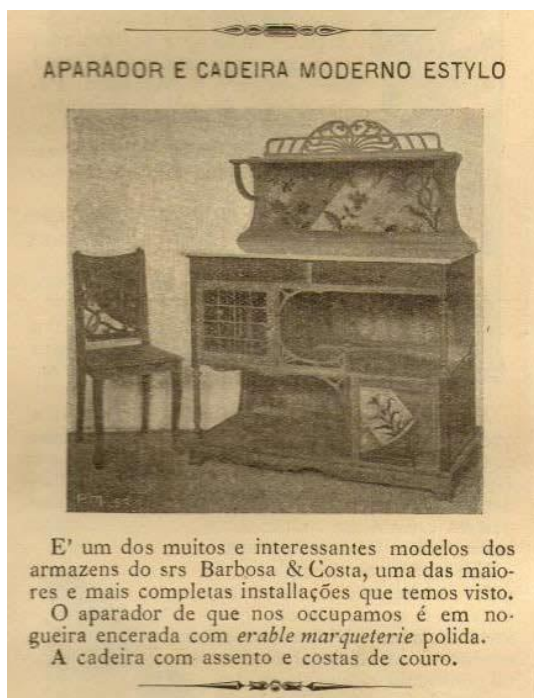 APARADOR E CADEIRA MODERNO ESTYLO
E' um dos muitos e interessantes modelos dos
armazens do srs Barbosa & Costa, uma das maio-
res e mais completas installações que temos visto.
O aparador de que nos occupamos é em no-
gueira encerada com erable marqueterie polida.
A cadeira com assento e costas de couro.